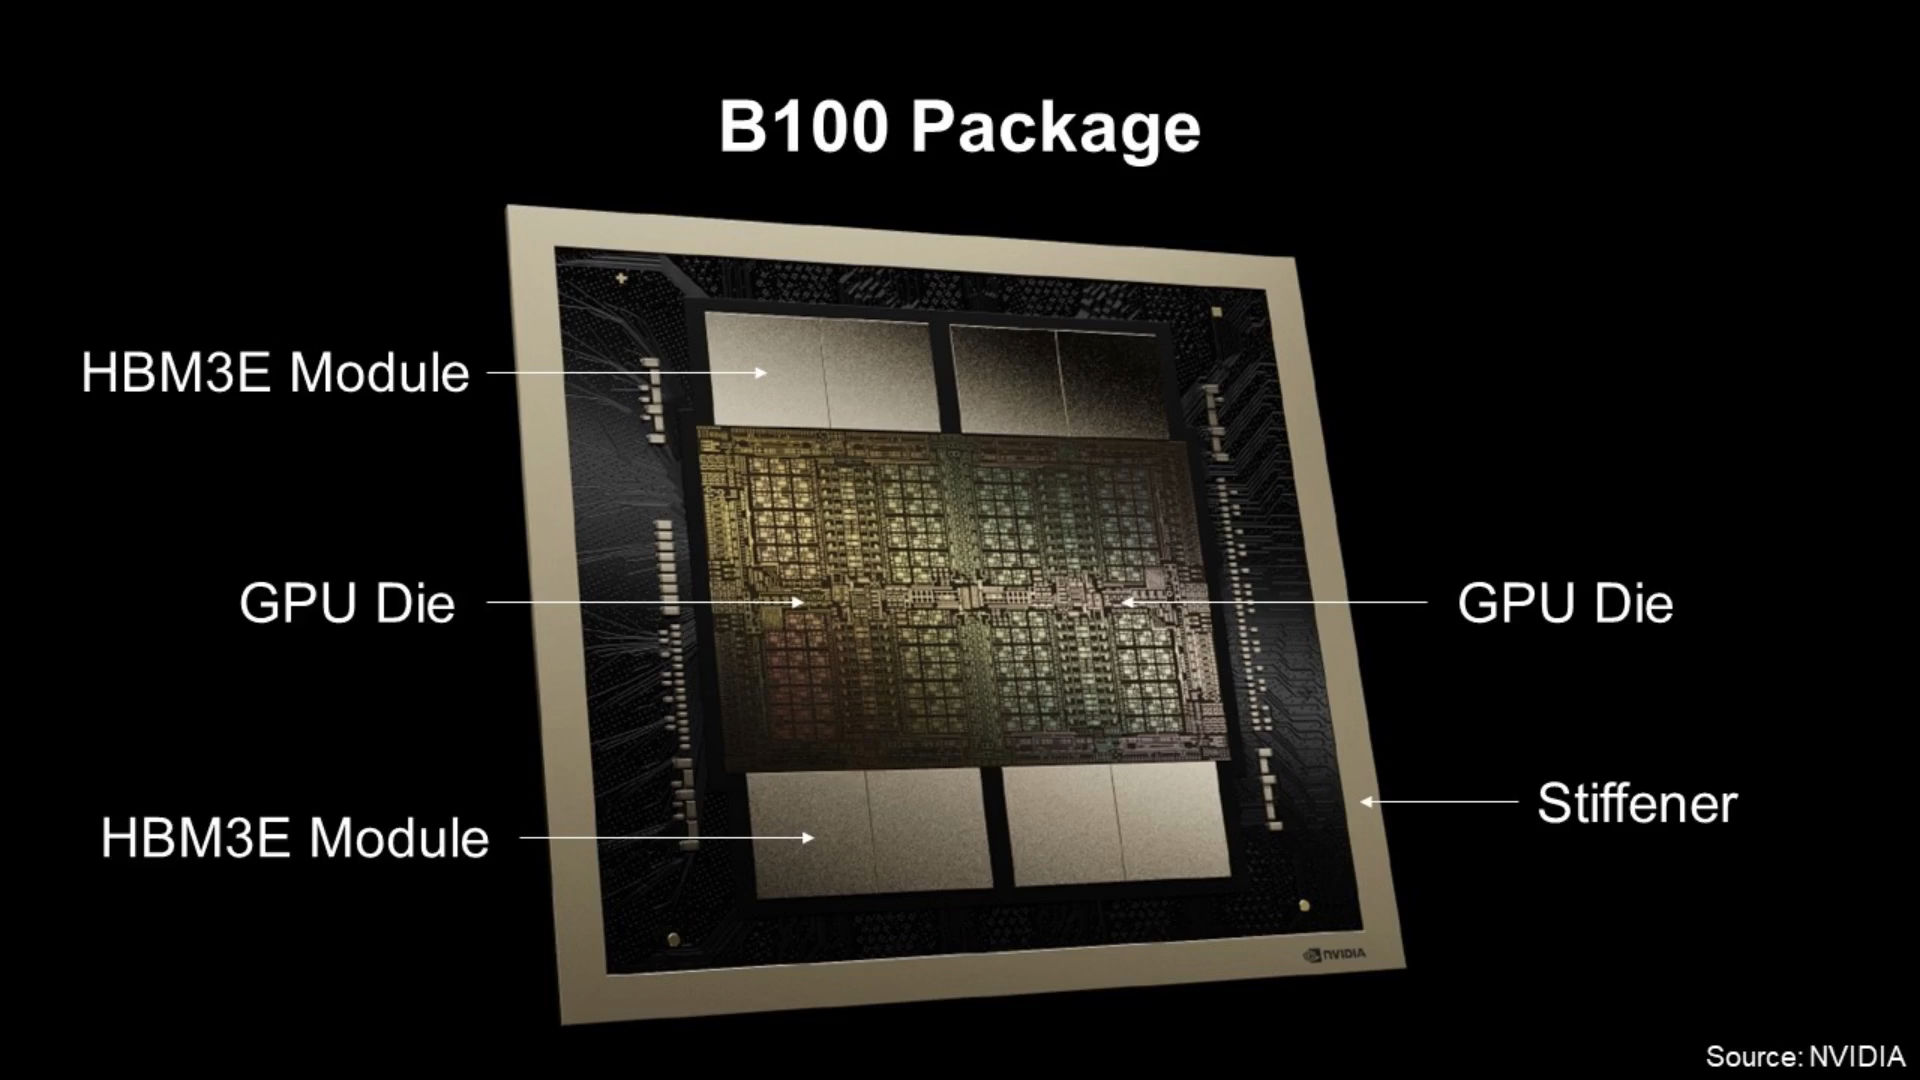 B100 Package
HBM3E Module
GPU Die
GPU Die
HBM3E Module
Stiffener
NVIDIA
Source: NVIDIA